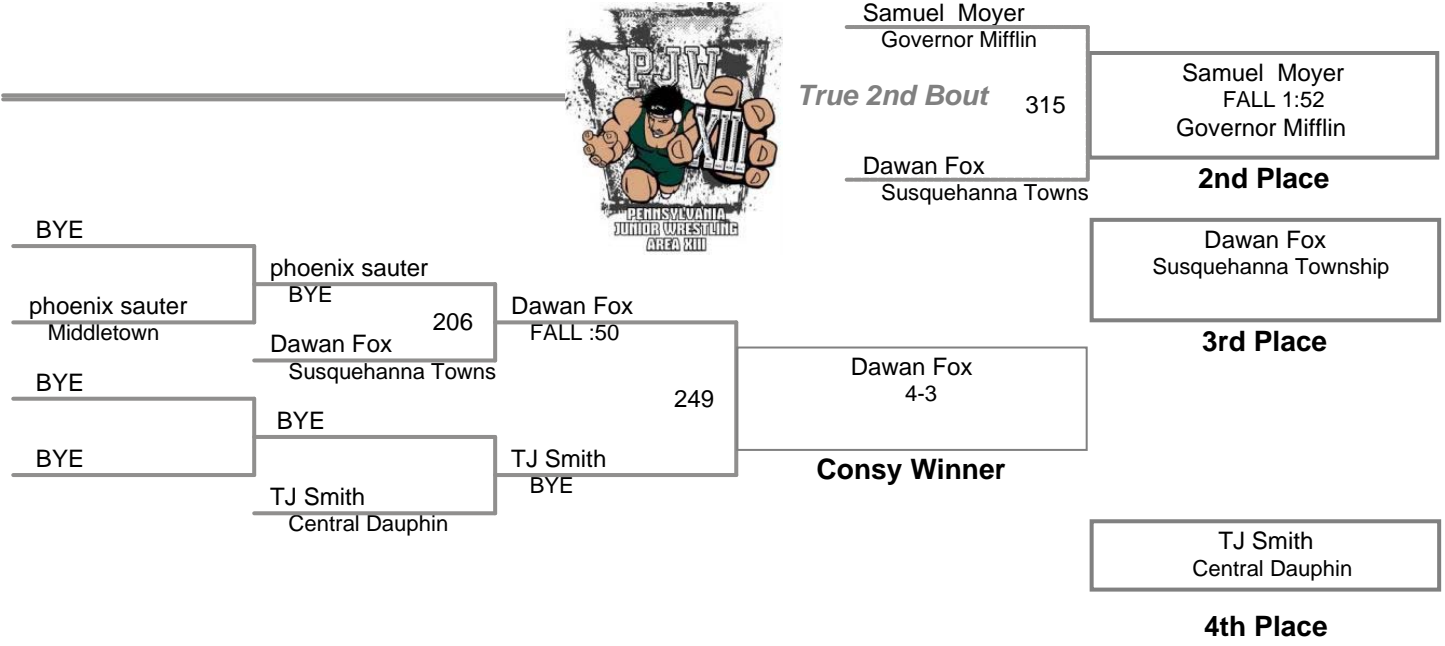 Samuel  Moyer
Governor Mifflin
True 2nd Bout
315
Dawan Fox
Susquehanna Towns
Samuel  Moyer
FALL 1:52
Governor Mifflin
2nd Place
PJW
XIII
PENNSYLVANIA
JUNIOR WRESTLING
AREA XIII
BYE
phoenix sauter
Middletown
BYE
BYE
phoenix sauter
BYE
206
Dawan Fox
Susquehanna Towns
BYE
TJ Smith
Central Dauphin
Dawan Fox
FALL :50
249
TJ Smith
BYE
Dawan Fox
4-3
Consy Winner
Dawan Fox
Susquehanna Township
3rd Place
TJ Smith
Central Dauphin
4th Place